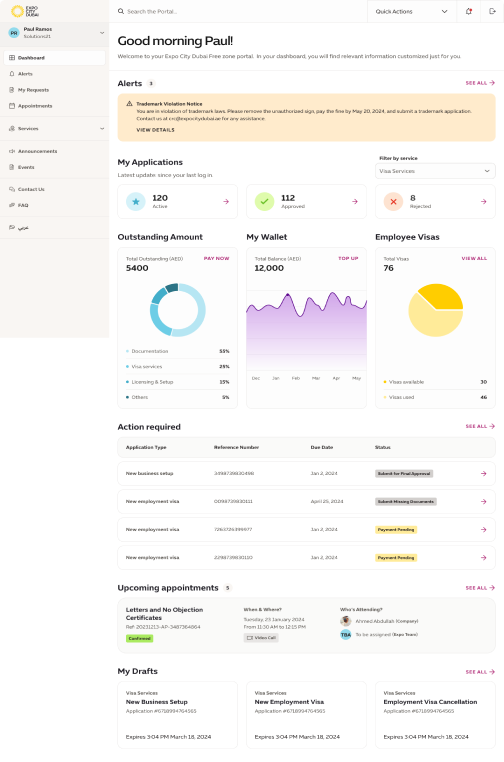 EXPO
CITY
DUBAI
PR
Paul Ramos
Solutions21
Dashboard
Alerts
My Requests
Appointments
Services
Announcements
Events
Contact Us
FAQ
عربي
Search the Portal...
Quick Actions
Good morning Paul!
Welcome to your Expo City Dubai Free zone portal. In your dashboard, you will find relevant information customized just for you.
Alerts
SEE ALL
Trademark Violation Notice
You are in violation of trademark laws. Please remove the unauthorized sign, pay the fine by May 20, 2024, and submit a trademark application.
Contact us at crc@expocitydubai.ae for any assistance.
VIEW DETAILS
My Applications
Latest update since your last log in.
Filter by service
Visa Services
120
Active
112
Approved
8
Rejected
Outstanding Amount
Total Outstanding (AED)
PAY NOW
5400
Documentation 55%
Visa services 25%
Licensing & Setup 15%
Others 5%
My Wallet
Total Balance (AED)
TOP UP
12,000
Dec Jan Feb Mar Apr May
Employee Visas
Total Visas
VIEW ALL
76
Visas available 30
Visas used 46
Action required
SEE ALL
Application Type Reference Number Due Date Status
New business setup 3498739830498 Jan 2, 2024 Submit for Final Approval
New employment visa 0098739830111 April 25, 2024 Submit Missing Documents
New employment visa 7263726399977 Jan 2, 2024 Payment Pending
New employment visa 2298739830110 Jan 2, 2024 Payment Pending
Upcoming appointments 5
SEE ALL
Letters and No Objection
Certificates
Ref: 20231213-AP-3487364864
Confirmed
When & Where?
Tuesday, 23 January 2024
From 11:30 AM to 12:15 PM
Video Call
Who's Attending?
Ahmed Abdullah (Company)
TBA
To be assigned (Expo Team)
My Drafts
SEE ALL
Visa Services
New Business Setup
Application #6718994764565
Expires 3:04 PM March 18, 2024
Visa Services
New Employment Visa
Application #6718994764565
Expires 3:04 PM March 18, 2024
Visa Services
Employment Visa Cancellation
Application #6718994764565
Expires 3:04 PM March 18, 2024